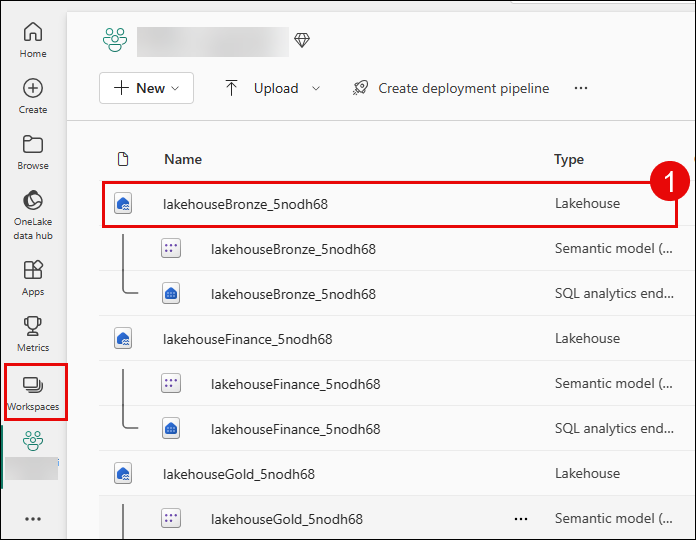 Home
Create
Browse
OneLake
data hub
Apps
Metrics
Workspaces
...
New
Upload
Create deployment pipeline
...
Name
Type
1
lakehouseBronze_5nodh68
Lakehouse
lakehouseBronze_5nodh68
Semantic model (...
lakehouseBronze_5nodh68
SQL analytics end...
lakehouseFinance_5nodh68
Lakehouse
lakehouseFinance_5nodh68
Semantic model (...
lakehouseFinance_5nodh68
SQL analytics end...
lakehouseGold_5nodh68
Lakehouse
lakehouseGold_5nodh68
...
Semantic model (...